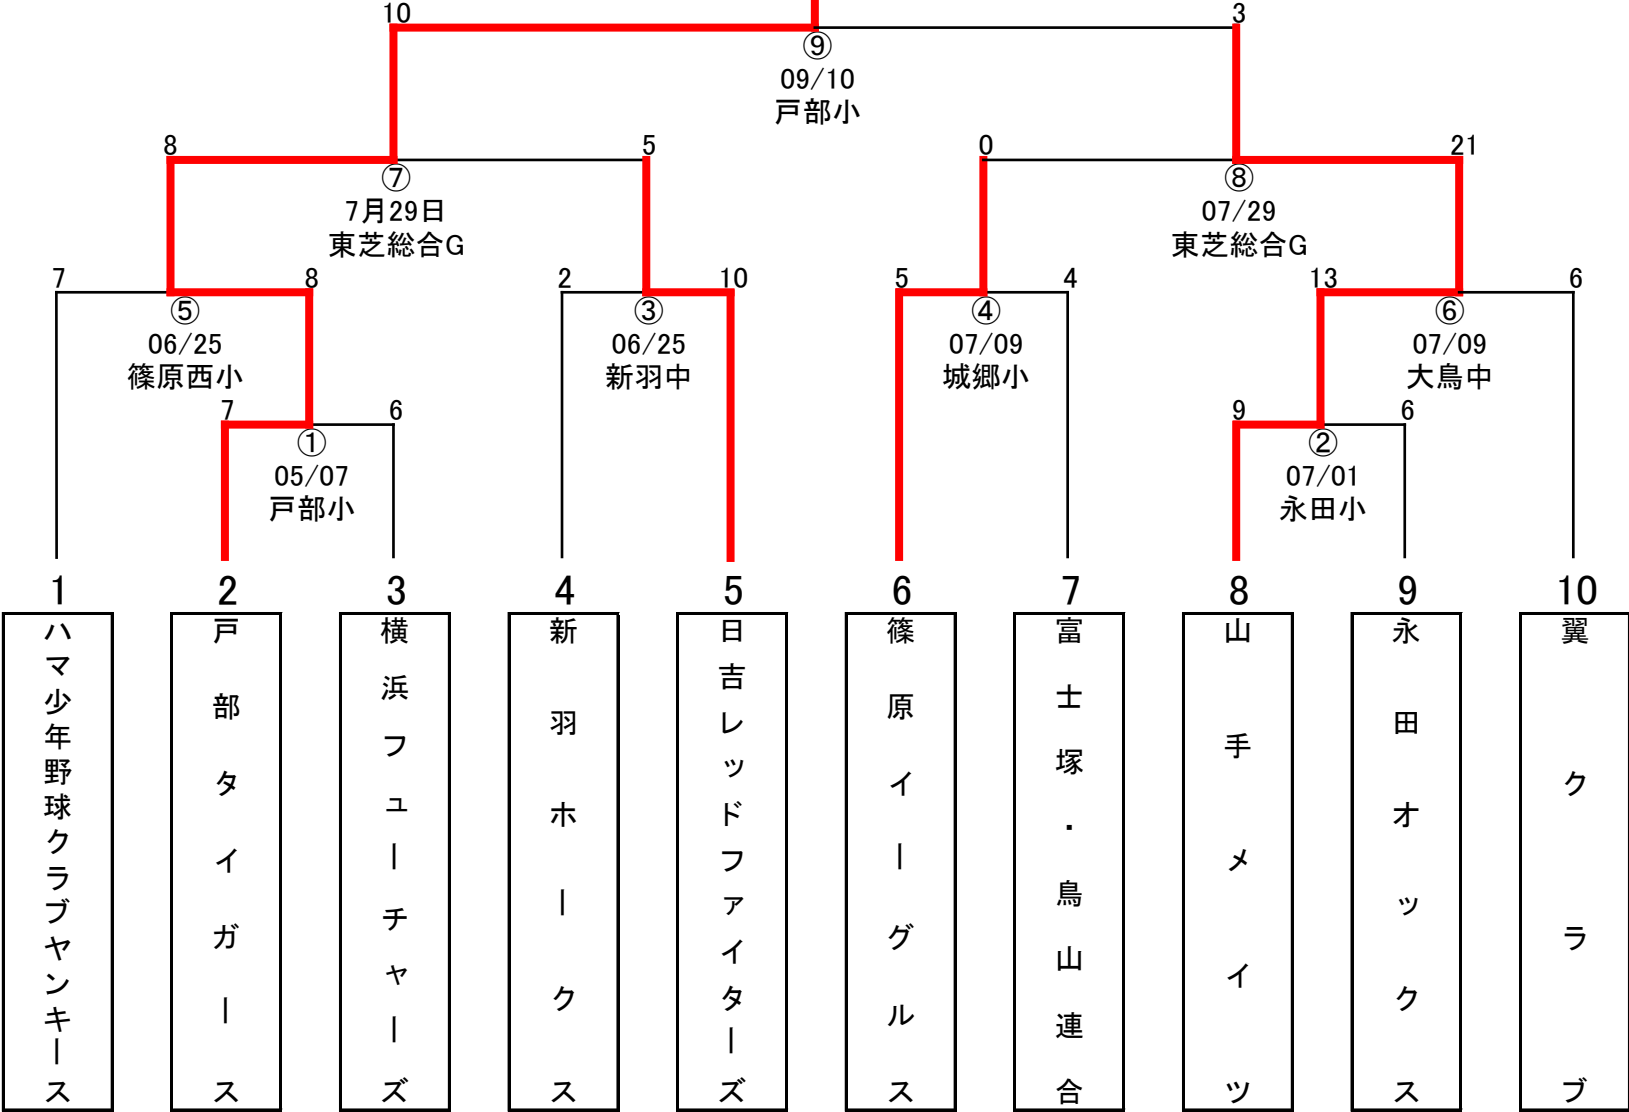 10 3
⑨
09/10
戸部小
8 5 0 21
⑦ ⑧
7月29日 07/29
東芝総合G 東芝総合G
7 8 2 10 5 4 13 6
⑤ ③ ④ ⑥
06/25 06/25 07/09 07/09
篠原西小 新羽中 城郷小 大鳥中
7 6 9 6
① ②
05/07 07/01
戸部小 永田小
1 2 3 4 5 6 7 8 9 10
ハマ少年野球クラブヤンキース
戸部タイガース
横浜フューチャーズ
新羽ホークス
日吉レッドファイターズ
篠原イーグルス
富士塚・鳥山連合
山手メイツ
永田オックス
翼クラブ